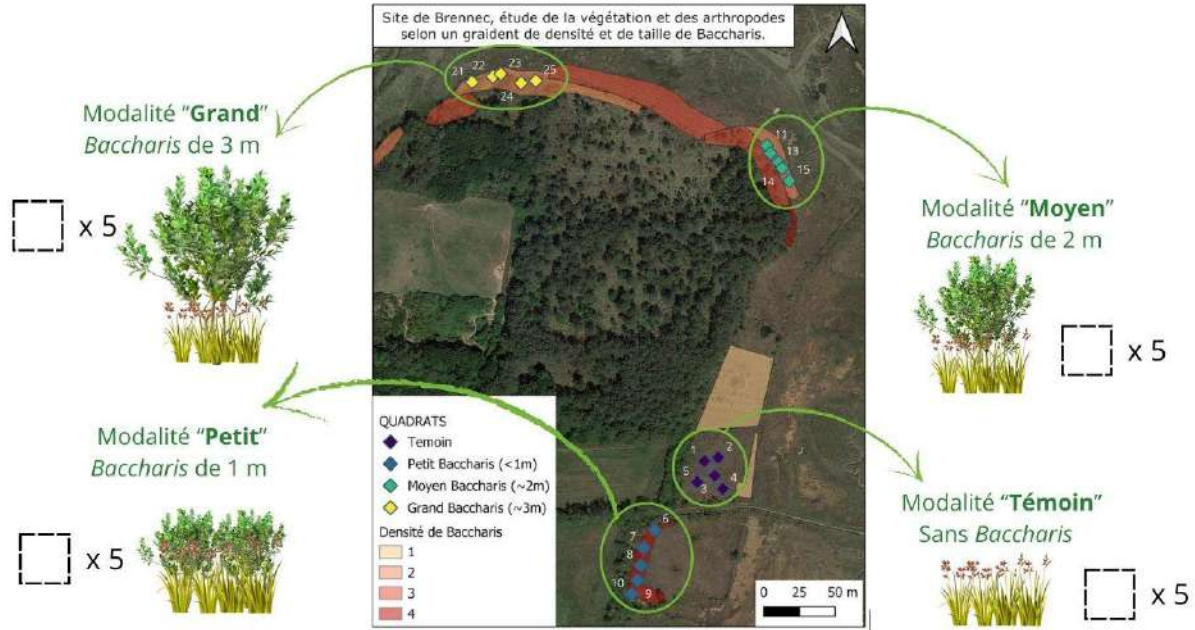 Site de Brennec, étude de la végétation et des arthropodes
selon un graident de densité et de taille de Baccharis.
Modalité "Grand"
Baccharis de 3 m
x 5
21
22
23
25
24
11
13
14
15
Modalité "Moyen"
Baccharis de 2 m
x 5
Modalité "Petit"
Baccharis de 1 m
x 5
QUADRATS
Temoin
Petit Baccharis (<1m)
Moyen Baccharis (~2m)
Grand Baccharis (~3m)
Densité de Baccharis
1
2
3
4
1
2
5
3
4
6
7
8
10
9
0 25 50 m
Modalité "Témoin"
Sans Baccharis
x 5